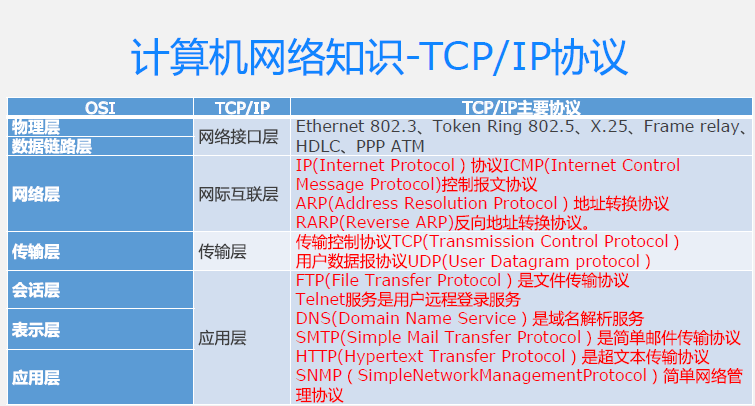 计算机网络知识-TCP/IP协议
OSI TCP/IP TCP/IP主要协议
物理层
数据链路层
网络接口层
Ethernet 802.3、Token Ring 802.5、X.25、Frame relay、
HDLC、PPP ATM
网络层
网际互联层
IP(Internet Protocol）协议ICMP(Internet Control
Message Protocol)控制报文协议
ARP(Address Resolution Protocol）地址转换协议
RARP(Reverse ARP)反向地址转换协议。
传输层
传输层
传输控制协议TCP(Transmission Control Protocol）
用户数据报协议UDP(User Datagram protocol）
会话层
表示层
应用层
应用层
FTP(File Transfer Protocol）是文件传输协议
Telnet服务是用户远程登录服务
DNS(Domain Name Service）是域名解析服务
SMTP(Simple Mail Transfer Protocol）是简单邮件传输协议
HTTP(Hypertext Transfer Protocol）是超文本传输协议
SNMP（SimpleNetworkManagementProtocol）简单网络管
理协议